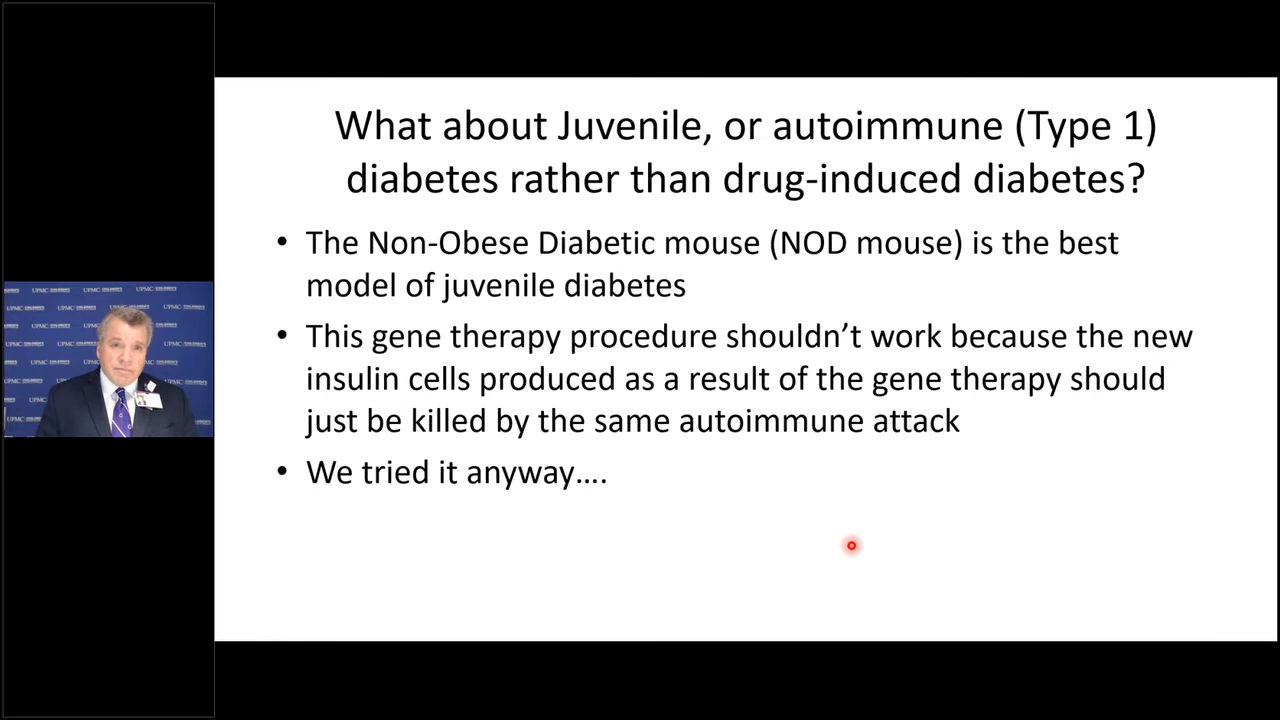 What about Juvenile, or autoimmune (Type 1)
diabetes rather than drug-induced diabetes?
• The Non-Obese Diabetic mouse (NOD mouse) is the best
model of juvenile diabetes
• This gene therapy procedure shouldn’t work because the new
insulin cells produced as a result of the gene therapy should
just be killed by the same autoimmune attack
• We tried it anyway….
UPMC